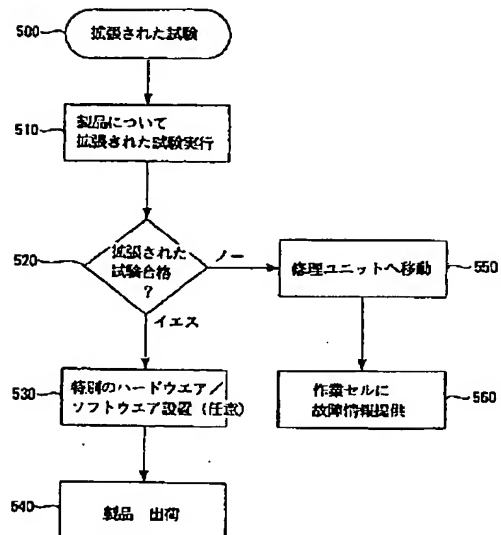 500
拡張された試験
510
製品について
拡張された試験実行
520
拡張された
試験合格
?
ノー
イエス
修理ユニットへ移動
550
530
特別のハードウエア/
ソフトウエア設置(任意)
作業セルに
故障情報提供
560
540
製品 出荷